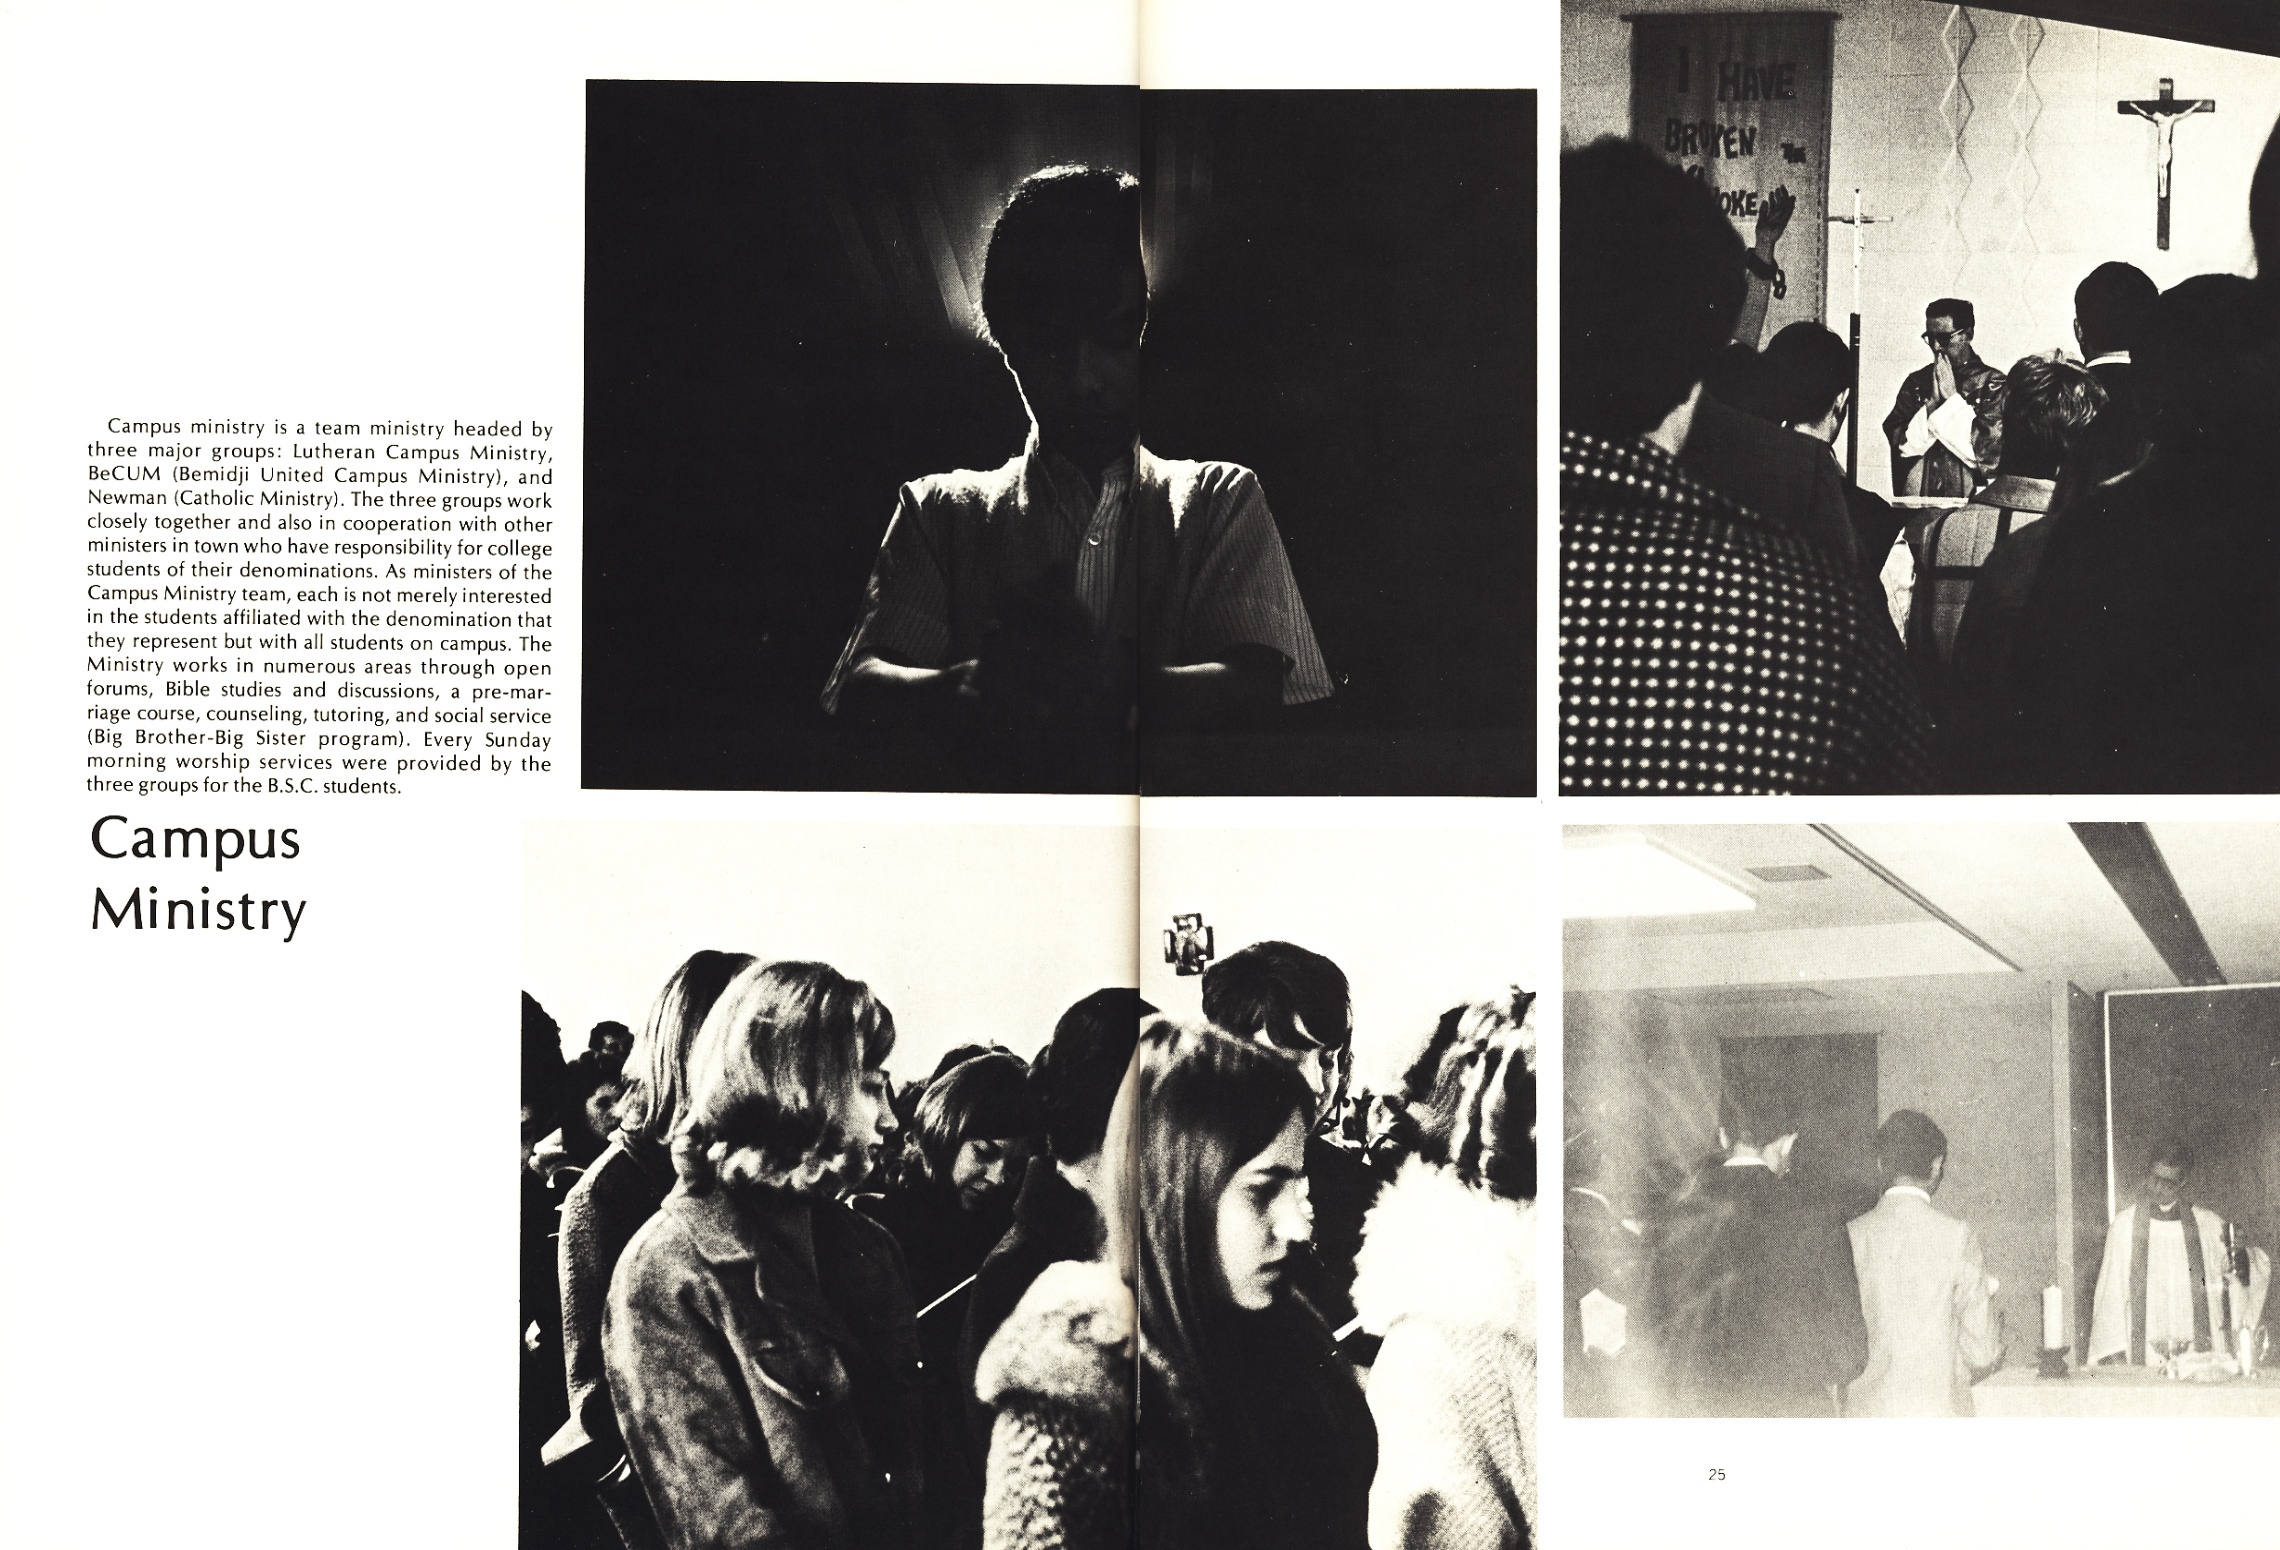 Campus ministry is a team ministry headed by
three major groups: Lutheran Campus Ministry,
BeCUM (Bemidji United Campus Ministry), and
Newman (Catholic Ministry). The three groups work
closely together and also in cooperation with other
ministers in town who have responsibility for college
students of their denominations. As ministers of the
Campus Ministry team, each is not merely interested
in the students affiliated with the denomination that
they represent but with all students on campus. The
Ministry works in numerous areas through open
forums, Bible studies and discussions, a pre-mar-
riage course, counseling, tutoring, and social service
(Big Brother-Big Sister program). Every Sunday
morning worship services were provided by the
three groups for the B.S.C. students.
Campus
Ministry
I HAVE
BROKEN THE
25